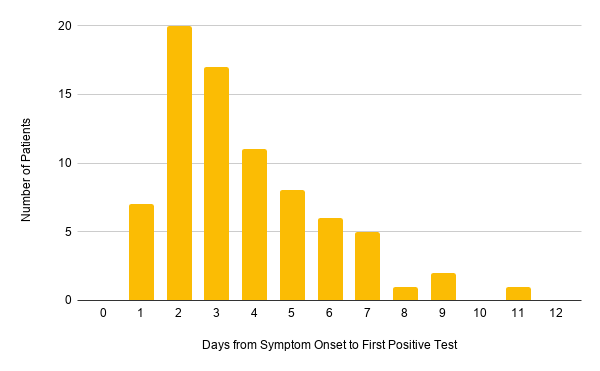 20
15
10
5
0
Number of Patients
0 1 2 3 4 5 6 7 8 9 10 11 12
Days from Symptom Onset to First Positive Test